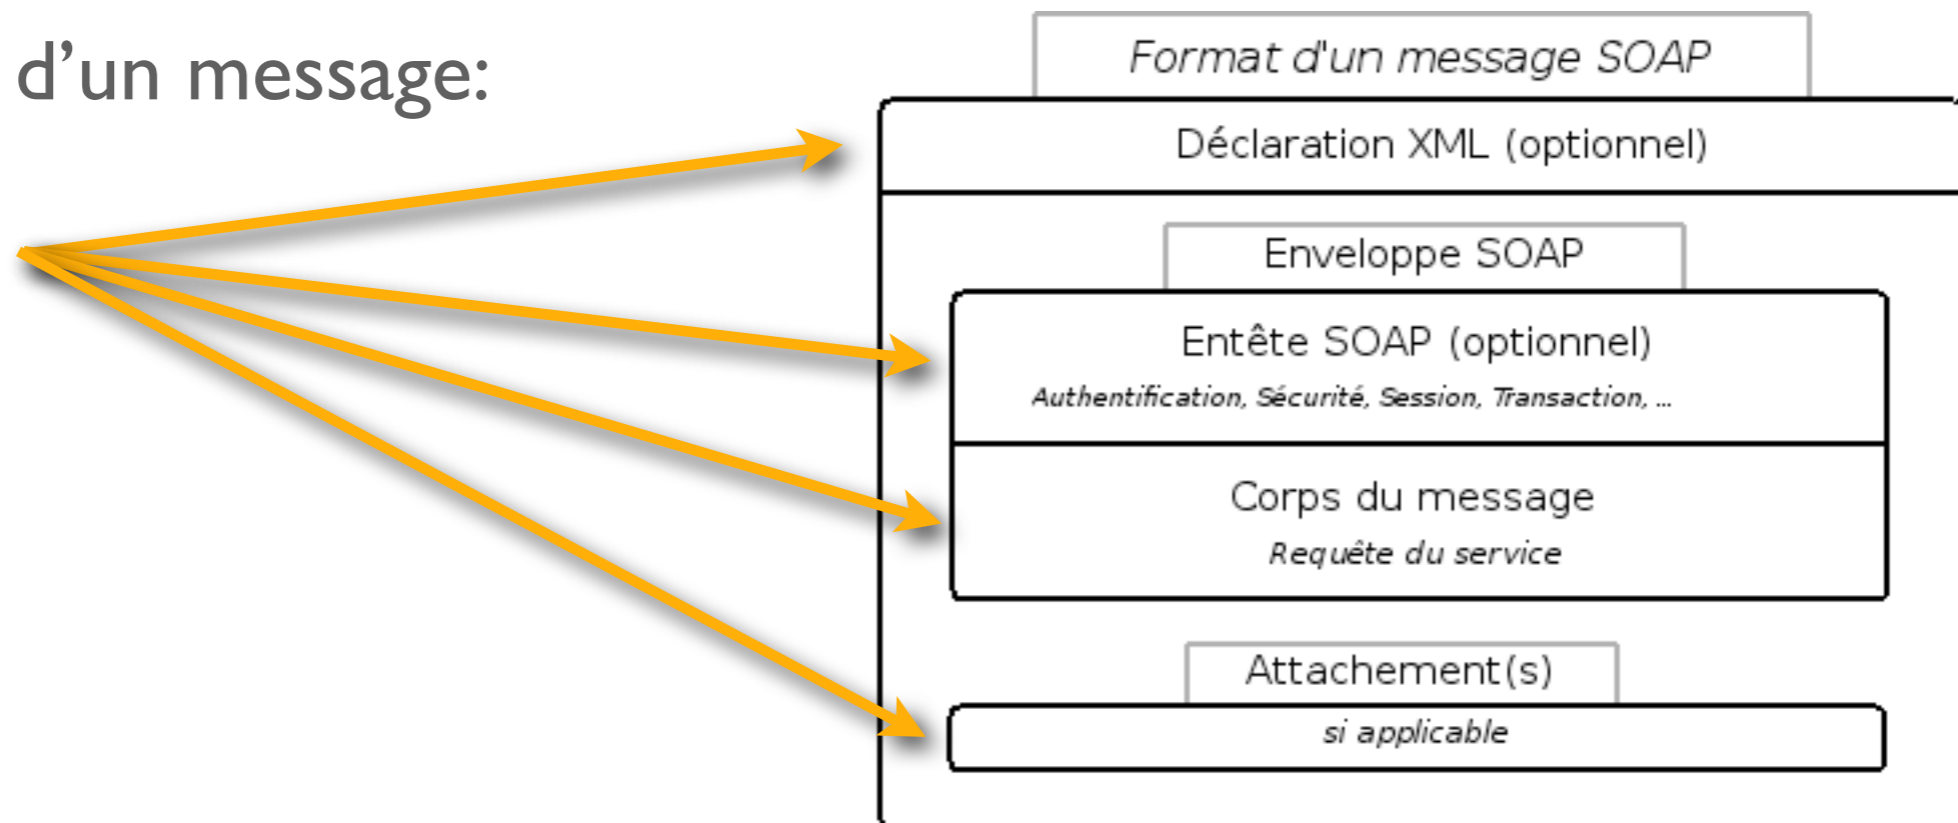 d’un message:
Format d'un message SOAP
Déclaration XML (optionnel)
Enveloppe SOAP
Entête SOAP (optionnel)
Authentification, Sécurité, Session, Transaction, ...
Corps du message
Requête du service
Attachement(s)
si applicable